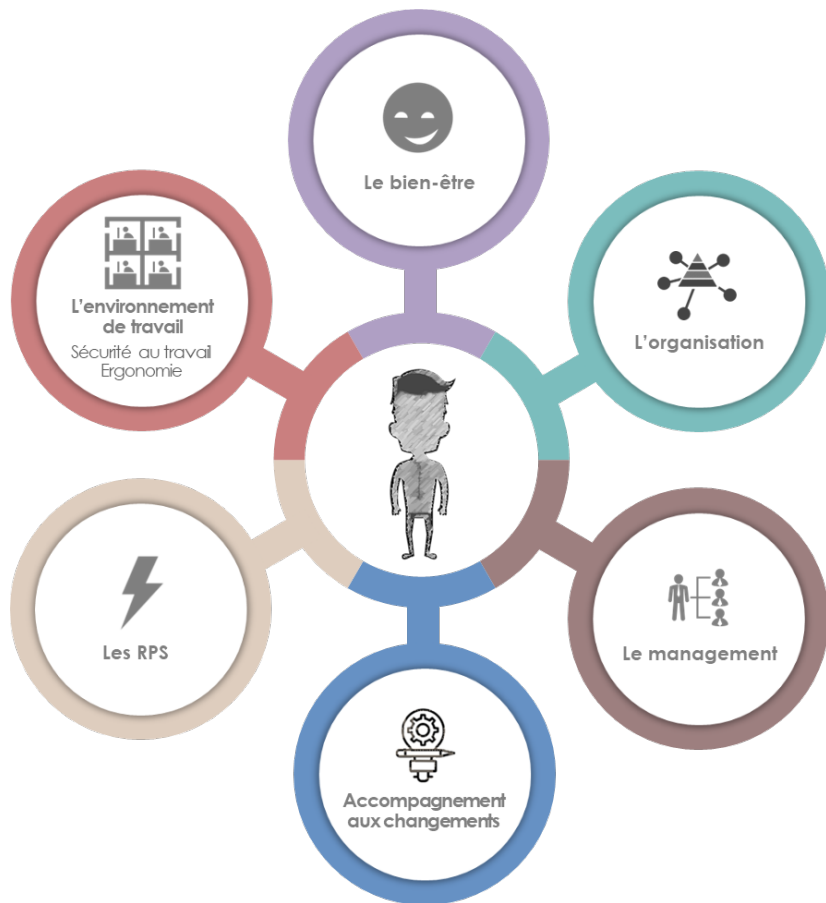 Le bien-être
L'organisation
Le management
Accompagnement
aux changements
Les RPS
L'environnement
de travail
Sécurité au travail
Ergonomie